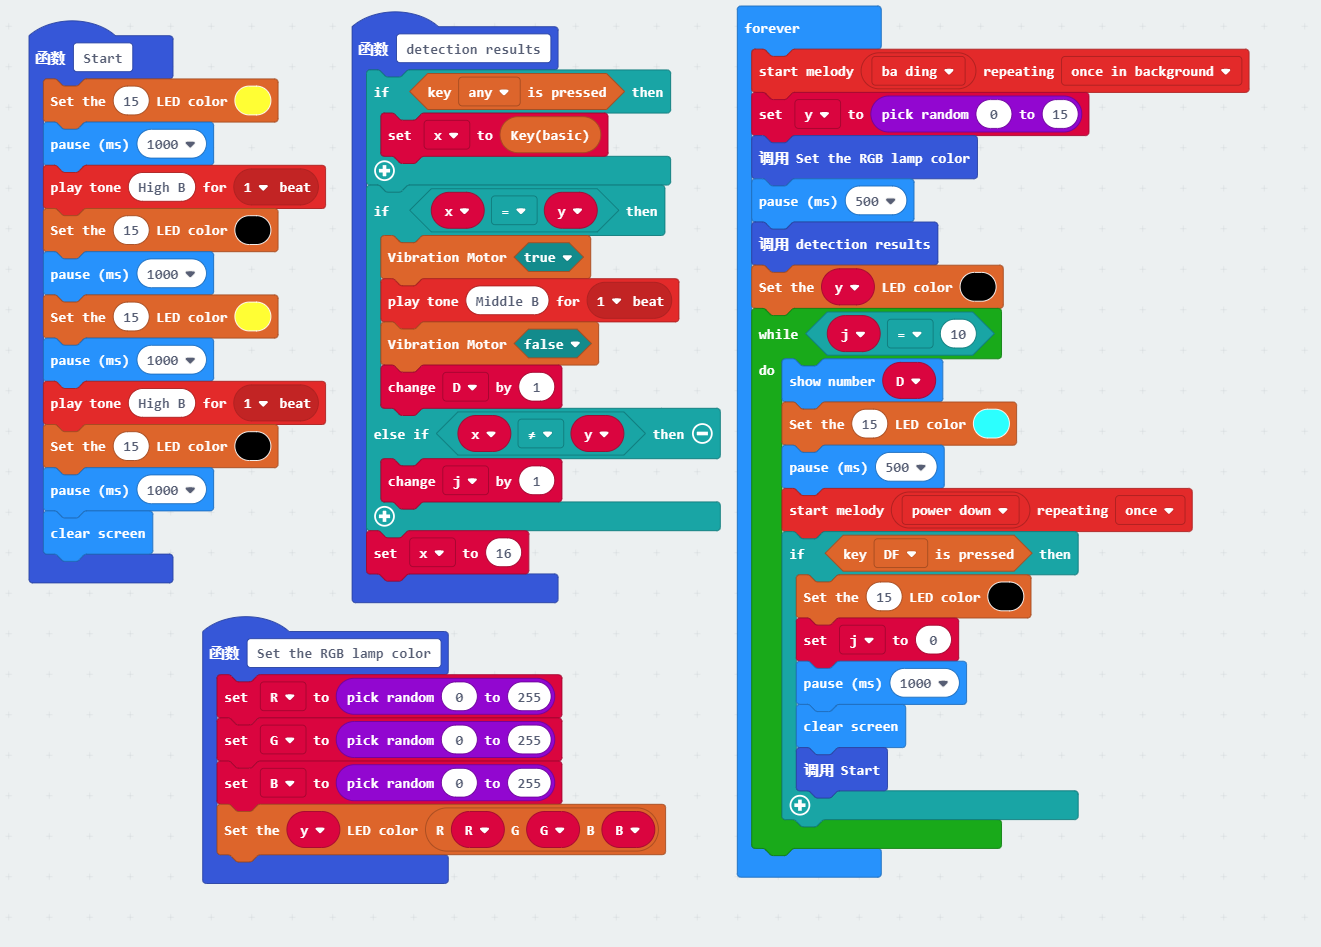 函数 Start
Set the 15 LED color
pause (ms) 1000
play tone High B for 1 beat
Set the 15 LED color
pause (ms) 1000
Set the 15 LED color
pause (ms) 1000
play tone High B for 1 beat
Set the 15 LED color
pause (ms) 1000
clear screen
函数 detection results
if key any is pressed then
set x to Key(basic)
if x = y then
Vibration Motor true
play tone Middle B for 1 beat
Vibration Motor false
change D by 1
else if x ≠ y then
change j by 1
set x to 16
函数 Set the RGB lamp color
set R to pick random 0 to 255
set G to pick random 0 to 255
set B to pick random 0 to 255
Set the y LED color R R G G B B
forever
start melody ba ding repeating once in background
set y to pick random 0 to 15
调用 Set the RGB lamp color
pause (ms) 500
调用 detection results
Set the y LED color
while j = 10
do
show number D
Set the 15 LED color
pause (ms) 500
start melody power down repeating once
if key DF is pressed then
Set the 15 LED color
set j to 0
pause (ms) 1000
clear screen
调用 Start